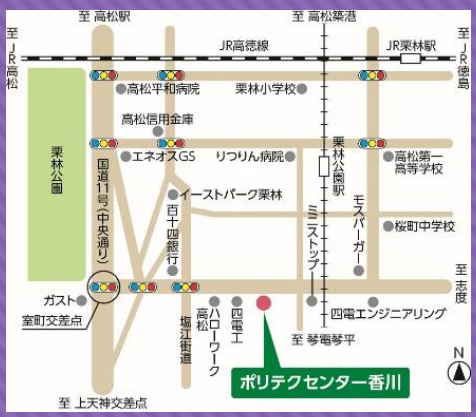 至 高松駅
至 高松築港
至JR高松
JR高徳線
JR栗林駅
至JR徳島
高松平和病院
栗林小学校
高松信用金庫
栗林公園
国道11号(中央通り)
エネオスGS
りつりん病院
栗林公園駅
高松第一
高等学校
イーストパーク栗林
百十四銀行
ミニストップ
モスバーガー
桜町中学校
至 志度
ガスト
室町交差点
塩江街道
ハローワーク
高松
四電工
四電エンジニアリング
至 琴電琴平
N
ポリテクセンター香川
至 上天神交差点